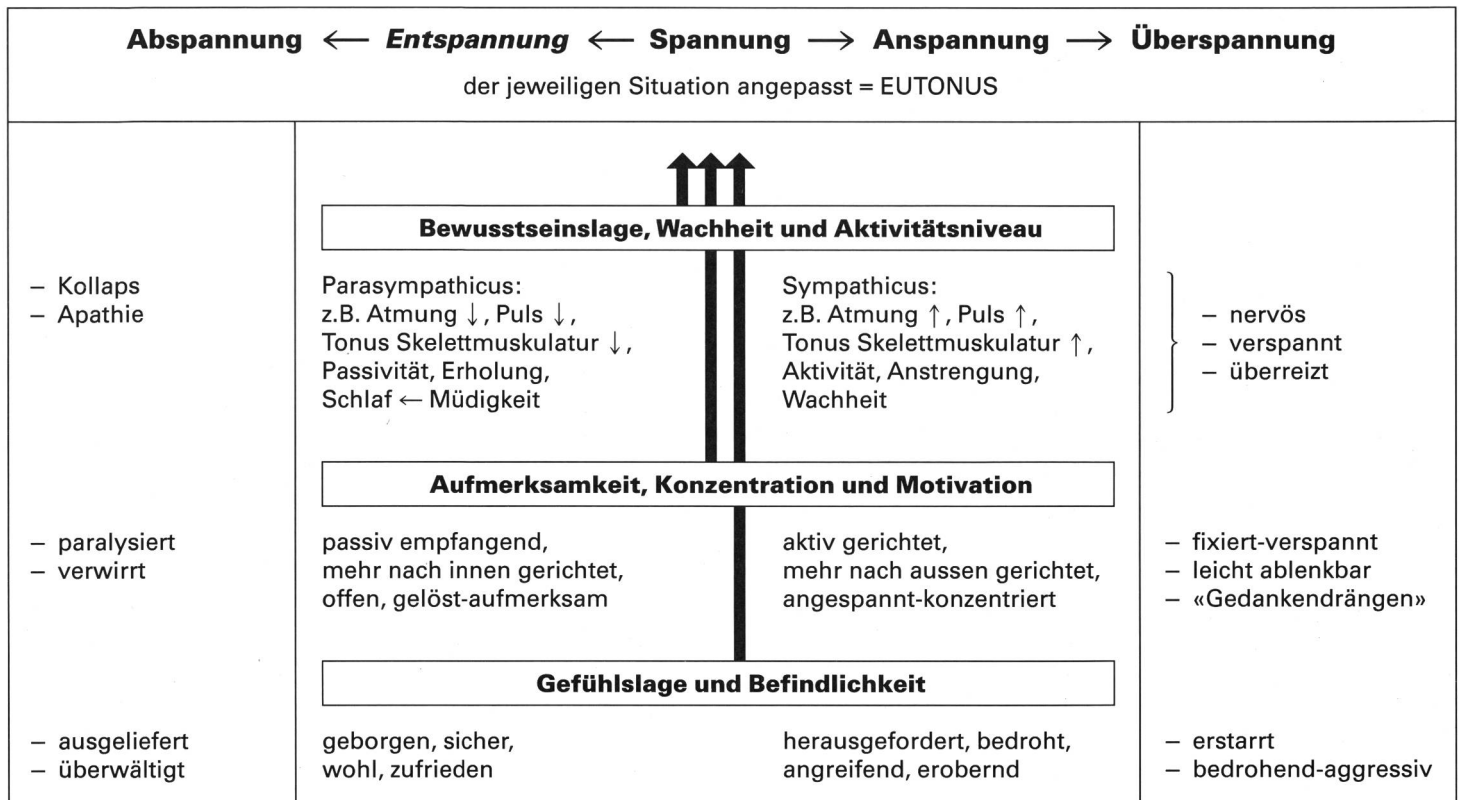 Abspannung ← Entspannung ← Spannung → Anspannung → Überspannung
der jeweiligen Situation angepasst = EUTONUS
Bewusstseinslage, Wachheit und Aktivitätsniveau
– Kollaps
– Apathie
Parasympathicus:
z.B. Atmung ↓, Puls ↓,
Tonus Skelettmuskulatur ↓,
Passivität, Erholung,
Schlaf ← Müdigkeit
Sympathicus:
z.B. Atmung ↑, Puls ↑,
Tonus Skelettmuskulatur ↑,
Aktivität, Anstrengung,
Wachheit
– nervös
– verspannt
– überreizt
Aufmerksamkeit, Konzentration und Motivation
– paralysiert
– verwirrt
passiv empfangend,
mehr nach innen gerichtet,
offen, gelöst-aufmerksam
aktiv gerichtet,
mehr nach aussen gerichtet,
angespannt-konzentriert
– fixiert-verspannt
– leicht ablenkbar
– «Gedankendrängen»
Gefühlslage und Befindlichkeit
– ausgeliefert
– überwältigt
geborgen, sicher,
wohl, zufrieden
herausgefordert, bedroht,
angreifend, erobernd
– erstarrt
– bedrohend-aggressiv